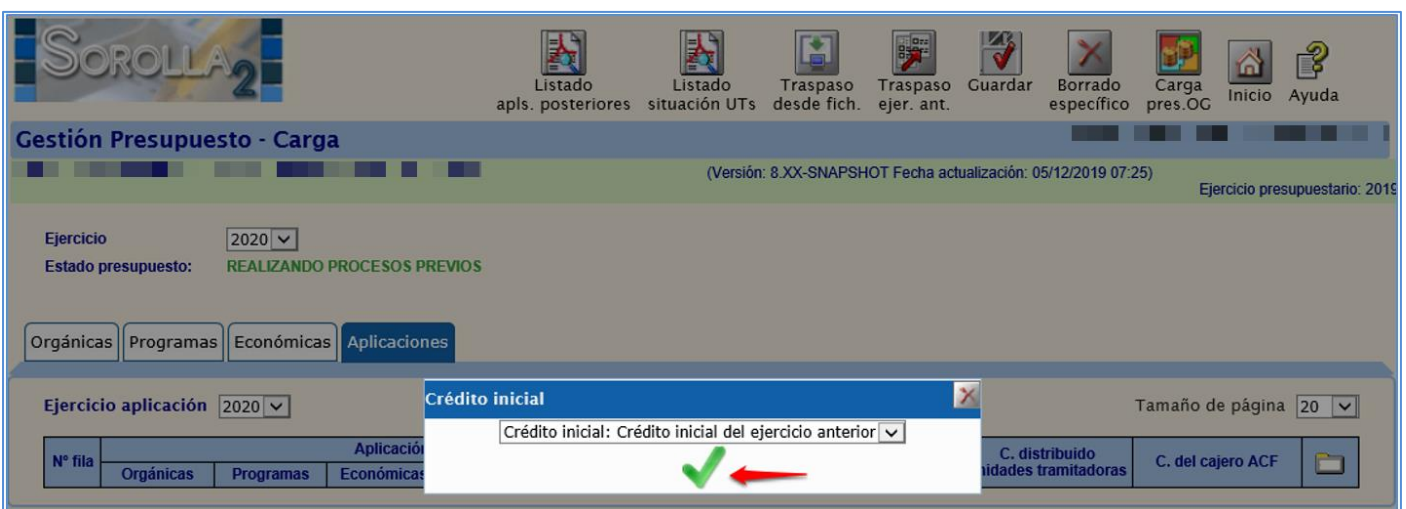 SOROLLA2
Listado
apls. posteriores
Listado
situación UTs
Traspaso
desde fich.
Traspaso
ejer. ant.
Guardar
Borrado
específico
Carga
pres.OG
Inicio
Ayuda
Gestión Presupuesto - Carga
(Versión: 8.XX-SNAPSHOT Fecha actualización: 05/12/2019 07:25)
Ejercicio presupuestario: 2019
Ejercicio 2020
Estado presupuesto: REALIZANDO PROCESOS PREVIOS
Orgánicas Programas Económicas Aplicaciones
Crédito inicial
Ejercicio aplicación 2020
Tamaño de página 20
Crédito inicial: Crédito inicial del ejercicio anterior
Nº fila
Aplicación
Orgánicas Programas Económicas
C. distribuido
tramitadoras
C. del cajero ACF